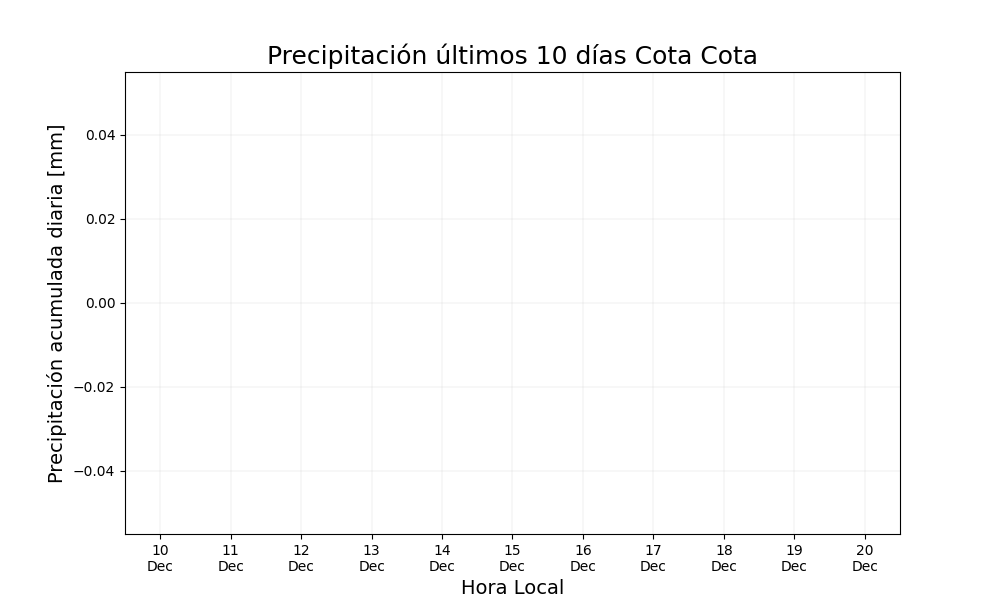 Precipitación últimos 10 días Cota Cota
Precipitación acumulada diaria [mm]
0.04
0.02
0.00
−0.02
−0.04
10 11 12 13 14 15 16 17 18 19 20
Dec Dec Dec Dec Dec Dec Dec Dec Dec Dec Dec
Hora Local